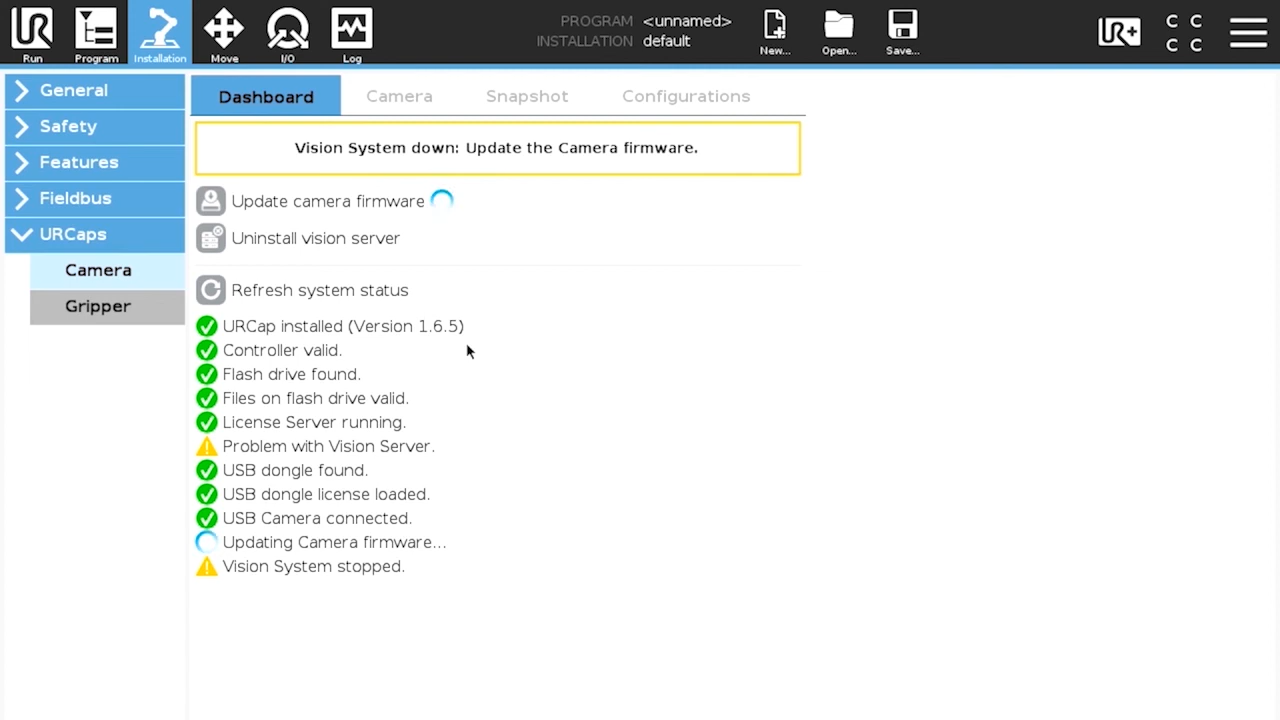 PROGRAM <unnamed>
INSTALLATION default
UR
UR+
C C
C C
Run
Program
Installation
Move
I/O
Log
New...
Open...
Save...
General
Safety
Features
Fieldbus
URCaps
Camera
Gripper
Dashboard
Camera
Snapshot
Configurations
Vision System down: Update the Camera firmware.
Update camera firmware
Uninstall vision server
Refresh system status
URCap installed (Version 1.6.5)
Controller valid.
Flash drive found.
Files on flash drive valid.
License Server running.
Problem with Vision Server.
USB dongle found.
USB dongle license loaded.
USB Camera connected.
Updating Camera firmware...
Vision System stopped.